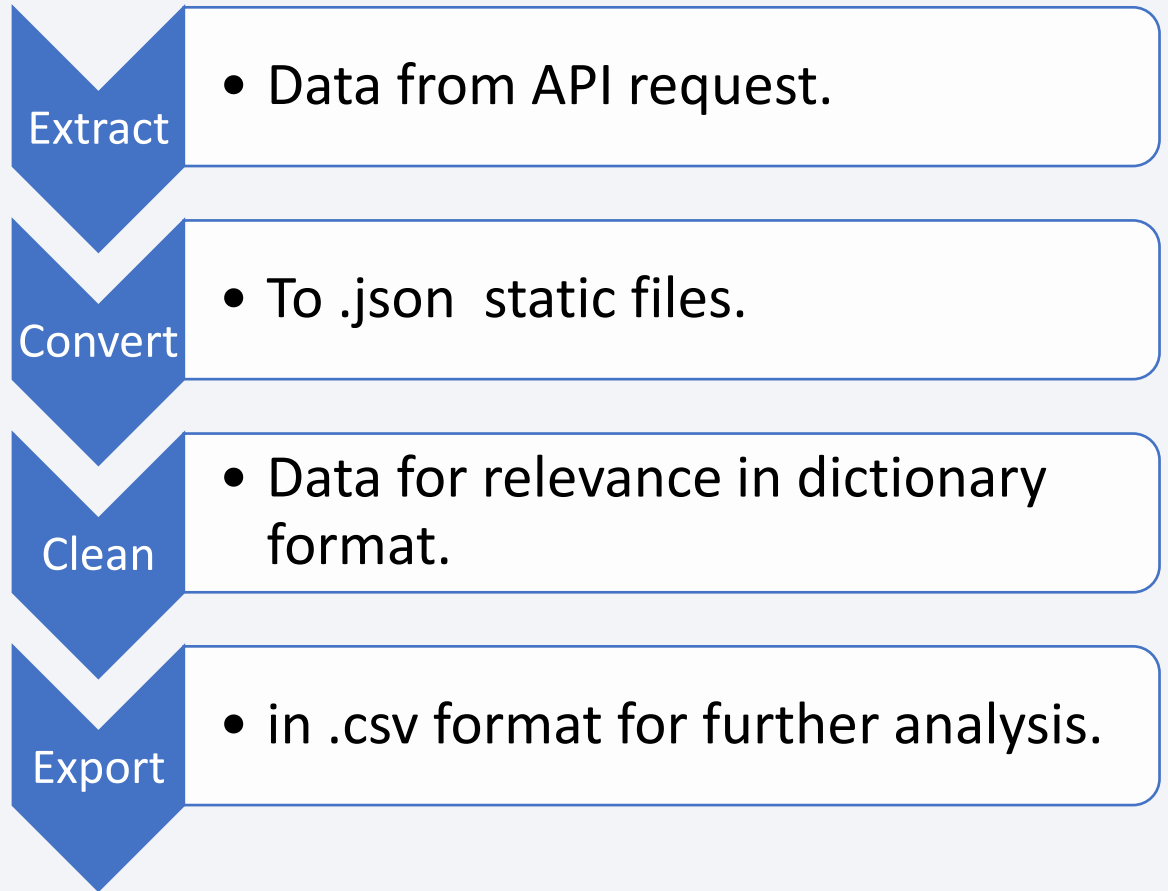 Extract
• Data from API request.
Convert
• To .json  static files.
Clean
• Data for relevance in dictionary
format.
Export
• in .csv format for further analysis.